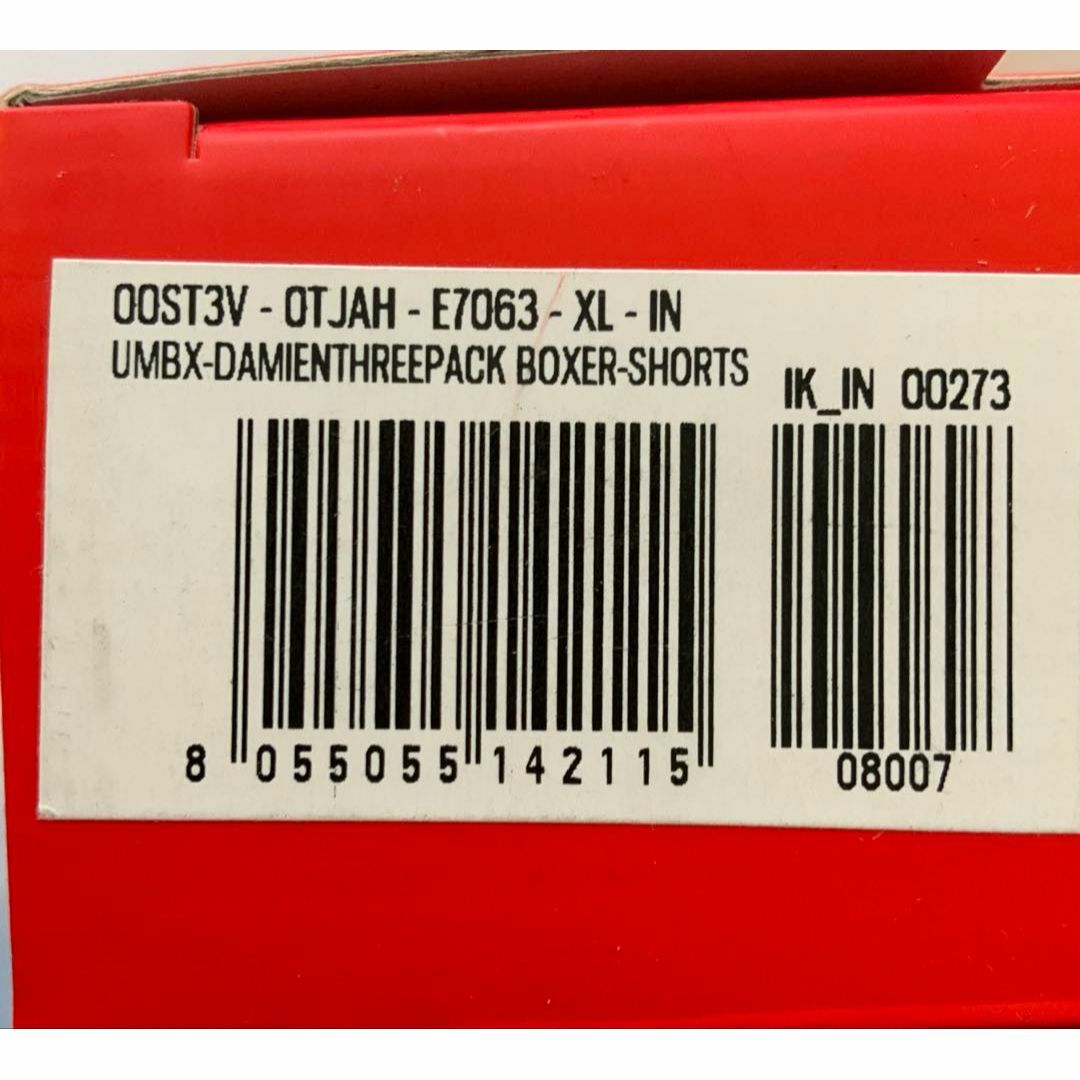 00ST3V - 0TJAH - E7063 - XL - IN
UMBX-DAMIENTHREEPACK BOXER-SHORTS
IK_IN 00273
8 055055 142115
08007